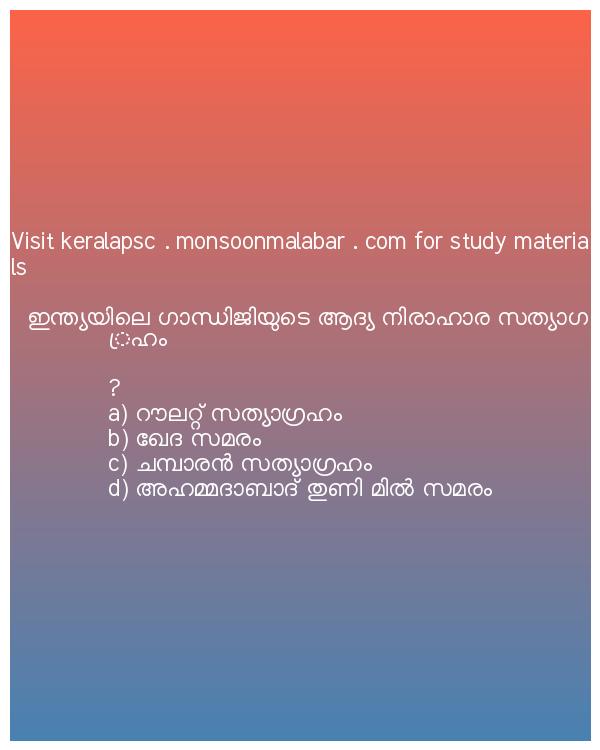 Visit keralapsc . monsoonmalabar . com for study materia
ls
ഇന്ത്യയിലെ ഗാന്ധിജിയുടെ ആദ്യ നിരാഹാര സത്യാഗ
്രഹം
?
a) റൗലറ്റ് സത്യാഗ്രഹം
b) ഖേദ സമരം
c) ചമ്പാരൻ സത്യാഗ്രഹം
d) അഹമ്മദാബാദ് തുണി മിൽ സമരം